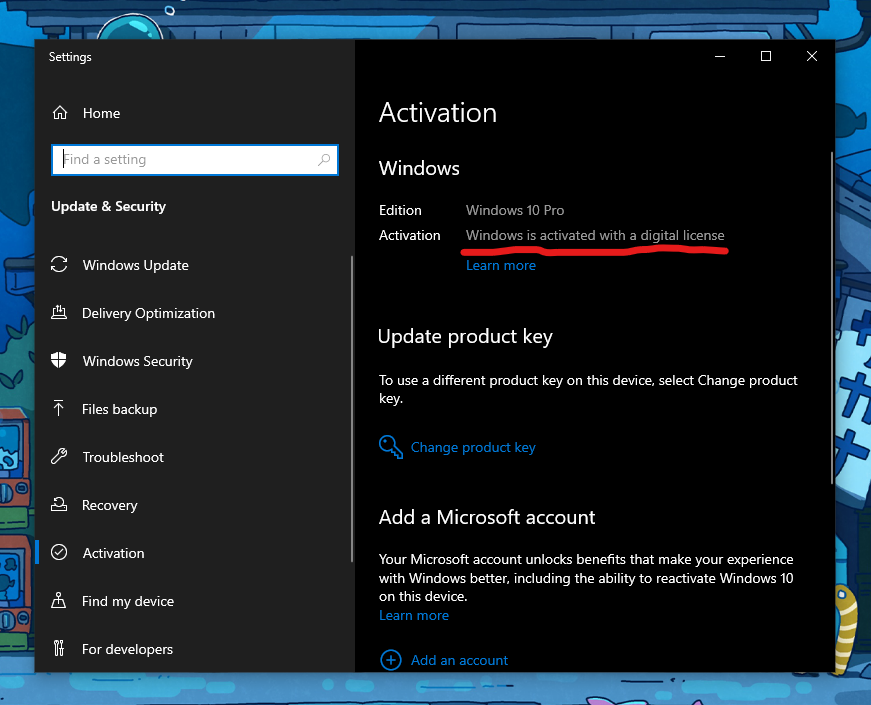 Settings
Home
Find a setting
Update & Security
Windows Update
Delivery Optimization
Windows Security
Files backup
Troubleshoot
Recovery
Activation
Find my device
For developers
Activation
Windows
Edition Windows 10 Pro
Activation Windows is activated with a digital license
Learn more
Update product key
To use a different product key on this device, select Change product
key.
Change product key
Add a Microsoft account
Your Microsoft account unlocks benefits that make your experience
with Windows better, including the ability to reactivate Windows 10
on this device.
Learn more
Add an account